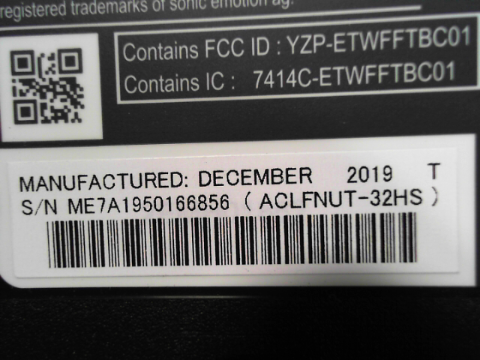 registered trademarks of sonic emotion ag.
Contains FCC ID : YZP-ETWFFTBC01
Contains IC : 7414C-ETWFFTBC01
MANUFACTURED: DECEMBER 2019 T
S/N ME7A1950166856 ( ACLFNUT-32HS )